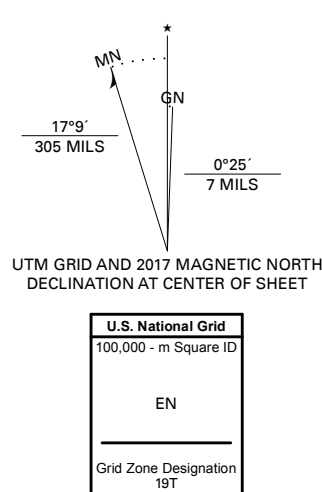 ★
MN
GN
17°9´
305 MILS
0°25´
7 MILS
UTM GRID AND 2017 MAGNETIC NORTH
DECLINATION AT CENTER OF SHEET
U.S. National Grid
100,000 - m Square ID
EN
Grid Zone Designation
19T